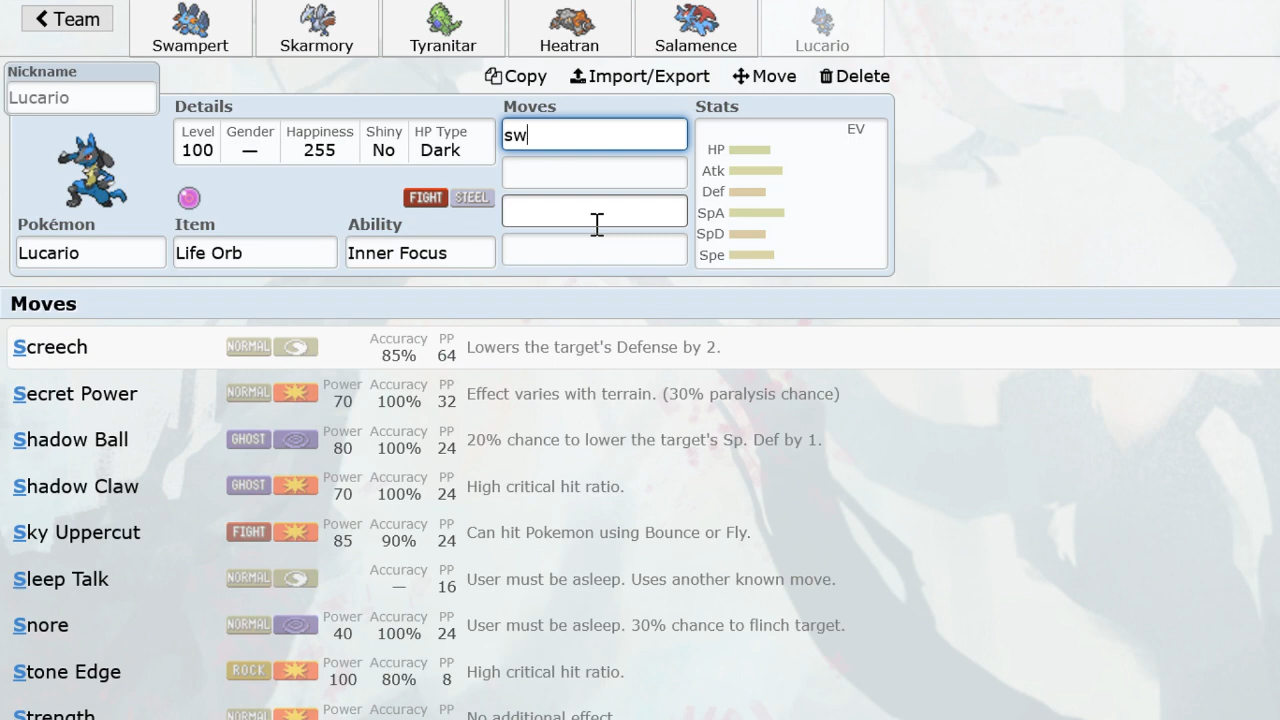 Team
Swampert
Skarmory
Tyranitar
Heatran
Salamence
Lucario
Nickname
Lucario
Copy
Import/Export
Move
Delete
Details
Moves
Stats
Level Gender Happiness Shiny HP Type
100 — 255 No Dark
sw
EV
HP
Atk
Def
SpA
SpD
Spe
FIGHT STEEL
Pokémon
Item
Ability
Lucario
Life Orb
Inner Focus
Moves
Screech NORMAL Accuracy 85% PP 64 Lowers the target's Defense by 2.
Secret Power NORMAL Power 70 Accuracy 100% PP 32 Effect varies with terrain. (30% paralysis chance)
Shadow Ball GHOST Power 80 Accuracy 100% PP 24 20% chance to lower the target's Sp. Def by 1.
Shadow Claw GHOST Power 70 Accuracy 100% PP 24 High critical hit ratio.
Sky Uppercut FIGHT Power 85 Accuracy 90% PP 24 Can hit Pokemon using Bounce or Fly.
Sleep Talk NORMAL Accuracy — PP 16 User must be asleep. Uses another known move.
Snore NORMAL Power 40 Accuracy 100% PP 24 User must be asleep. 30% chance to flinch target.
Stone Edge ROCK Power 100 Accuracy 80% PP 8 High critical hit ratio.
Strength NORMAL Power Accuracy PP No additional effect